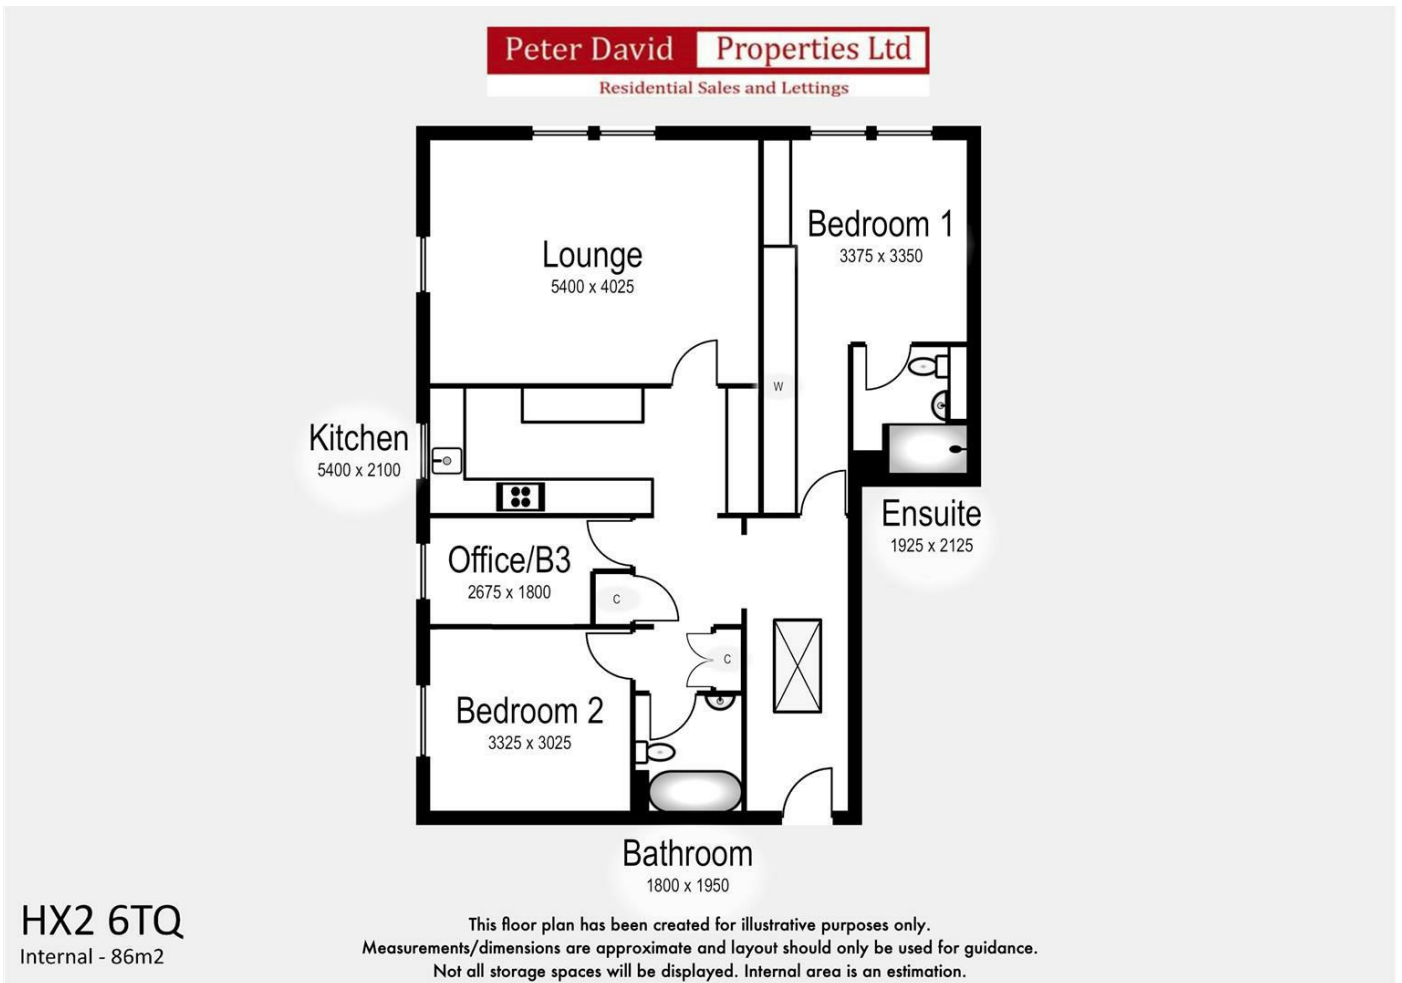 Peter David Properties Ltd
Residential Sales and Lettings
Bedroom 1
3375 x 3350
Lounge
5400 x 4025
W
Kitchen
5400 x 2100
Ensuite
1925 x 2125
Office/B3
2675 x 1800
C
C
Bedroom 2
3325 x 3025
Bathroom
1800 x 1950
HX2 6TQ
Internal - 86m2
This floor plan has been created for illustrative purposes only.
Measurements/dimensions are approximate and layout should only be used for guidance.
Not all storage spaces will be displayed. Internal area is an estimation.